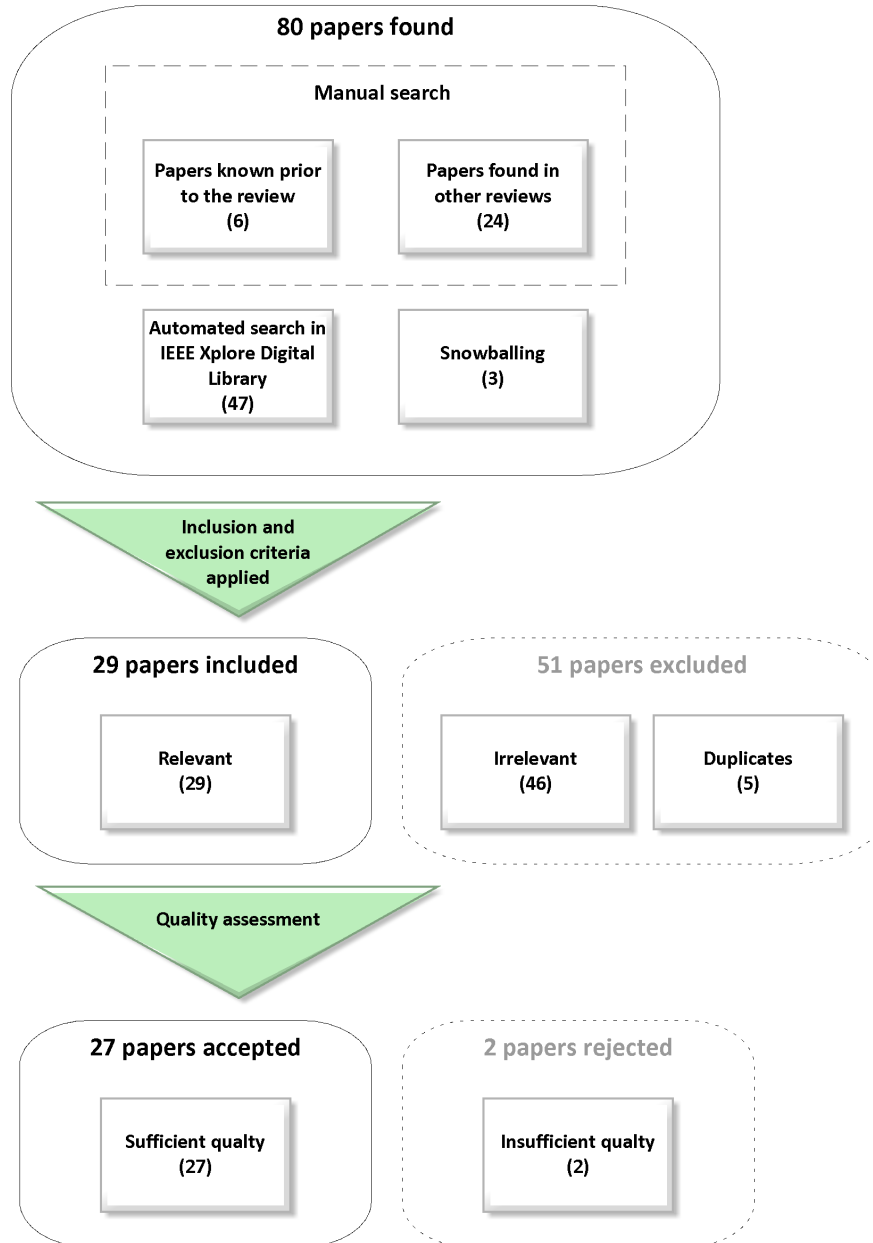 80 papers found
Manual search
Papers known prior
to the review
(6)
Papers found in
other reviews
(24)
Automated search in
IEEE Xplore Digital
Library
(47)
Snowballing
(3)
Inclusion and
exclusion criteria
applied
29 papers included
Relevant
(29)
51 papers excluded
Irrelevant
(46)
Duplicates
(5)
Quality assessment
27 papers accepted
Sufficient qualty
(27)
2 papers rejected
Insufficient qualty
(2)